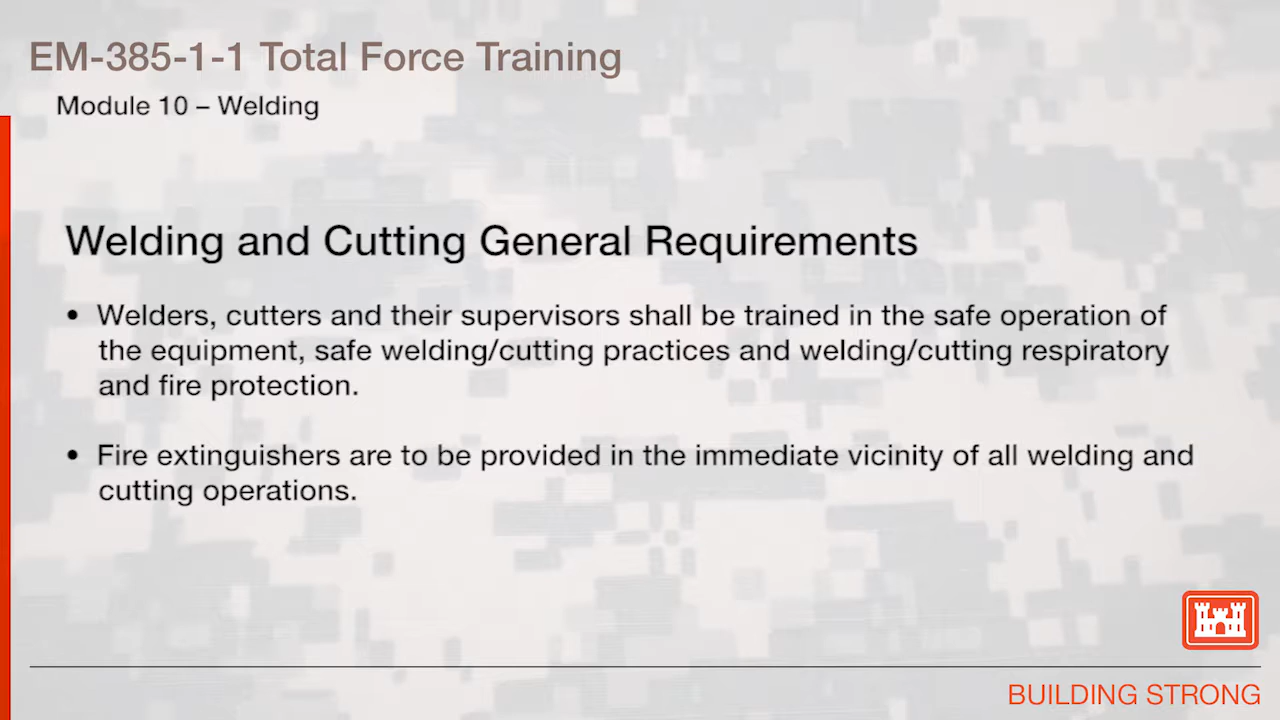 EM-385-1-1 Total Force Training
Module 10 – Welding
Welding and Cutting General Requirements
• Welders, cutters and their supervisors shall be trained in the safe operation of
the equipment, safe welding/cutting practices and welding/cutting respiratory
and fire protection.
• Fire extinguishers are to be provided in the immediate vicinity of all welding and
cutting operations.
BUILDING STRONG